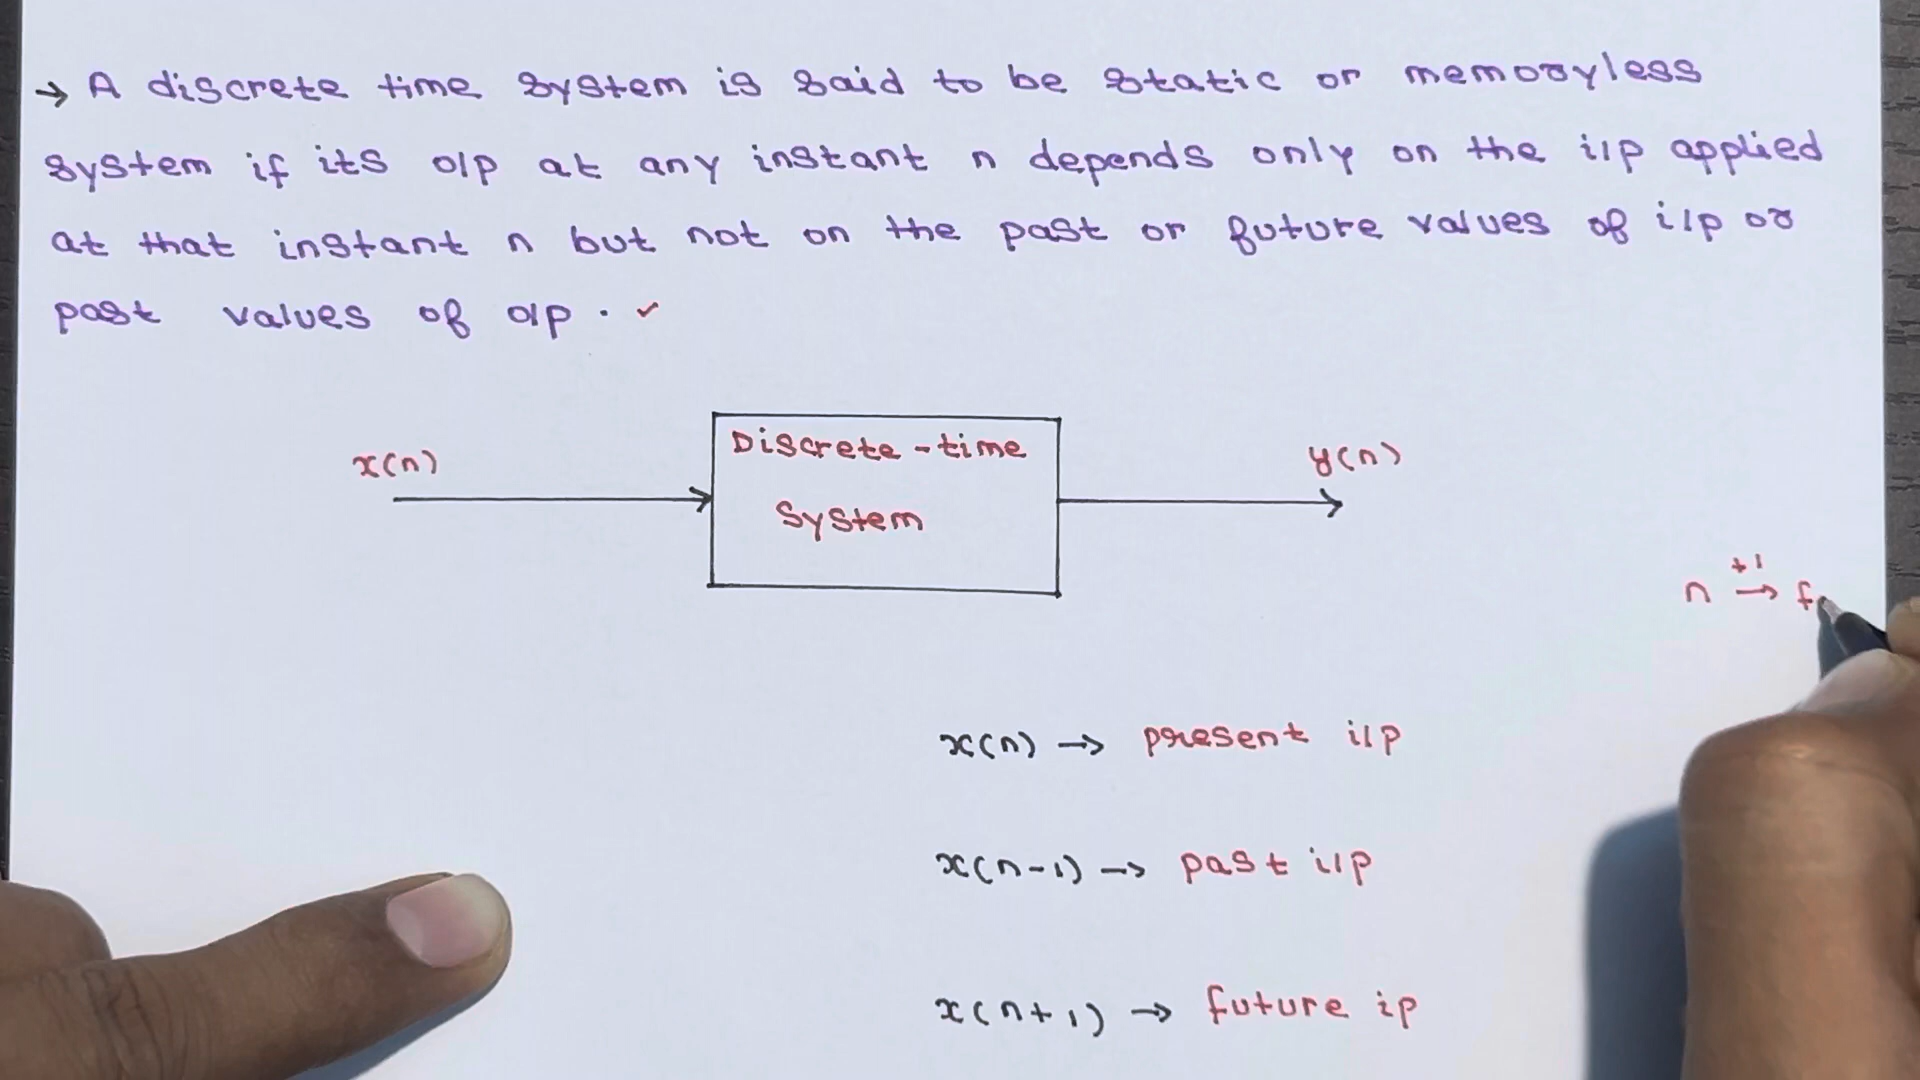 → A discrete time system is said to be static or memoryless
system if its o/p at any instant n depends only on the i/p applied
at that instant n but not on the past or future values of i/p or
past values of o/p . ✓
x(n)
Discrete-time
System
y(n)
+1
n → f
x(n) → present i/p
x(n-1) → past i/p
x(n+1) → future ip